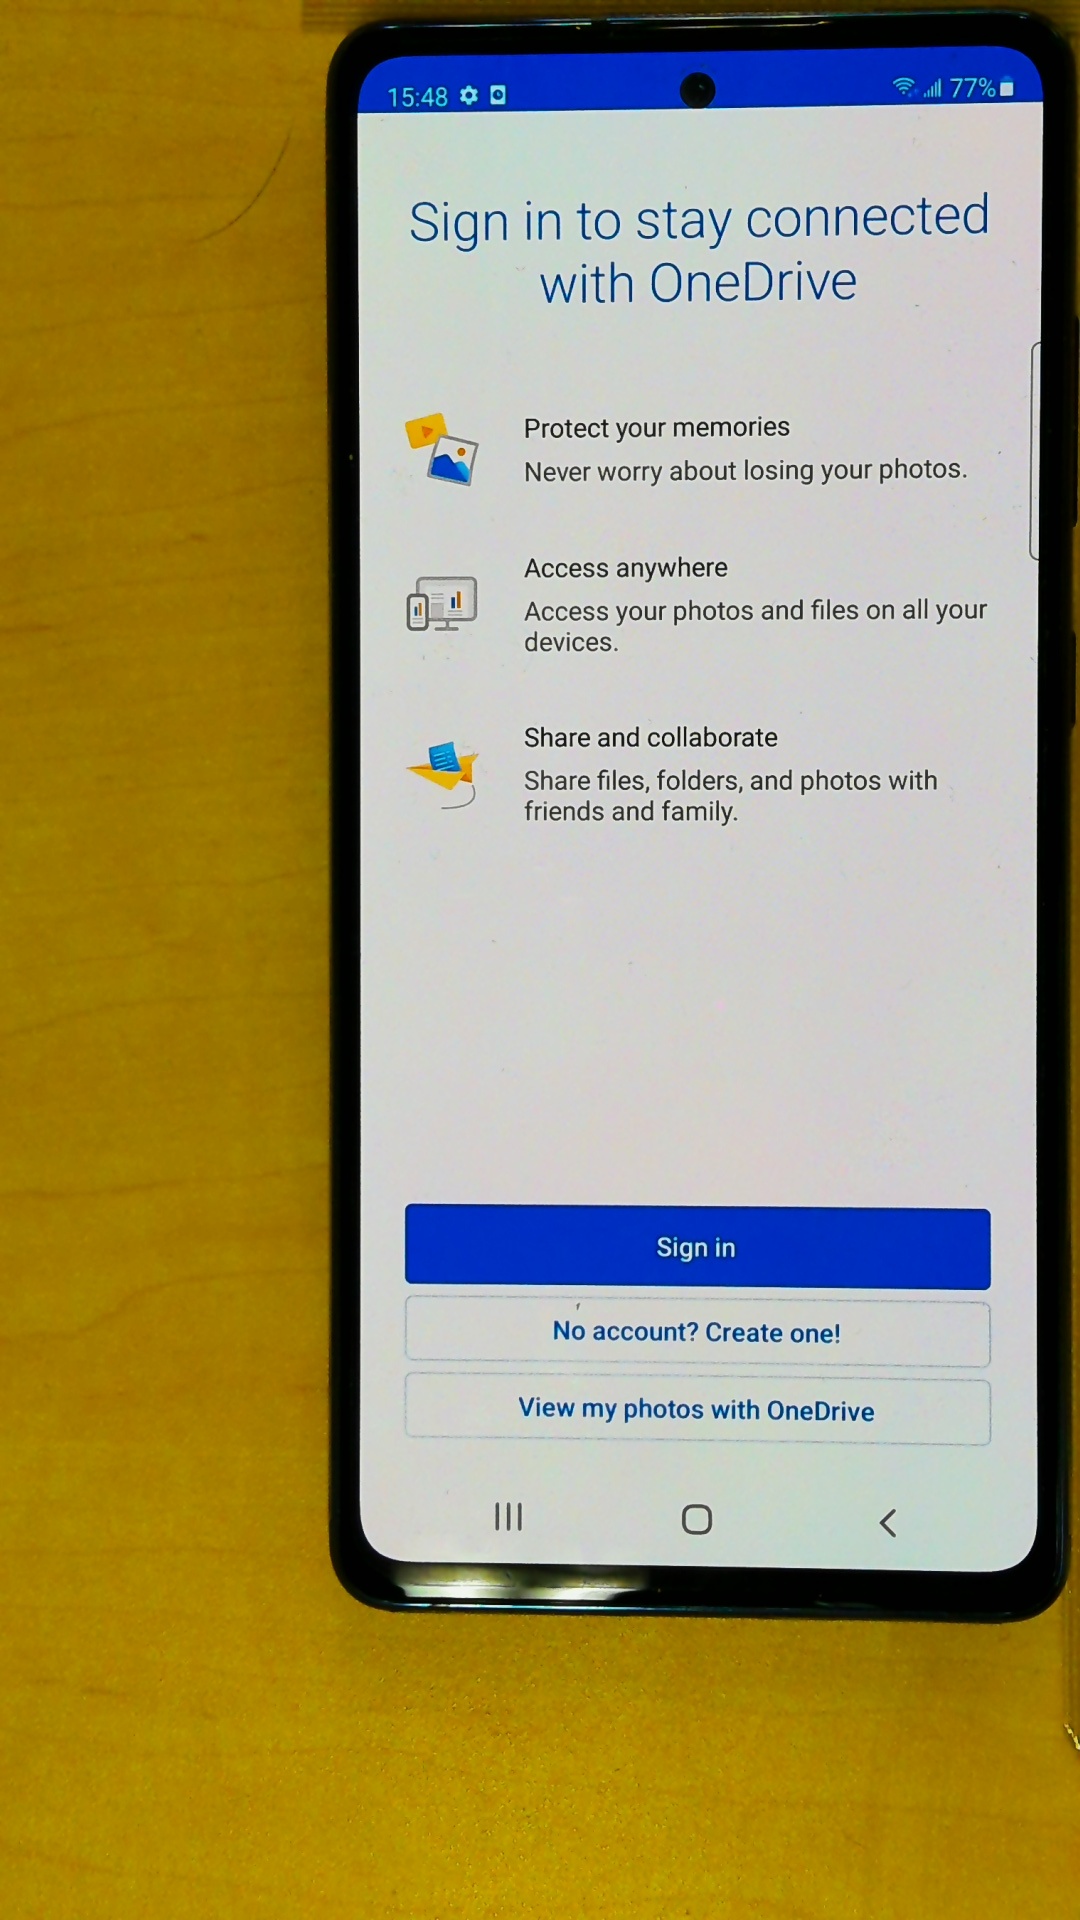 15:48 77%
Sign in to stay connected
with OneDrive
Protect your memories
Never worry about losing your photos.
Access anywhere
Access your photos and files on all your
devices.
Share and collaborate
Share files, folders, and photos with
friends and family.
Sign in
No account? Create one!
View my photos with OneDrive